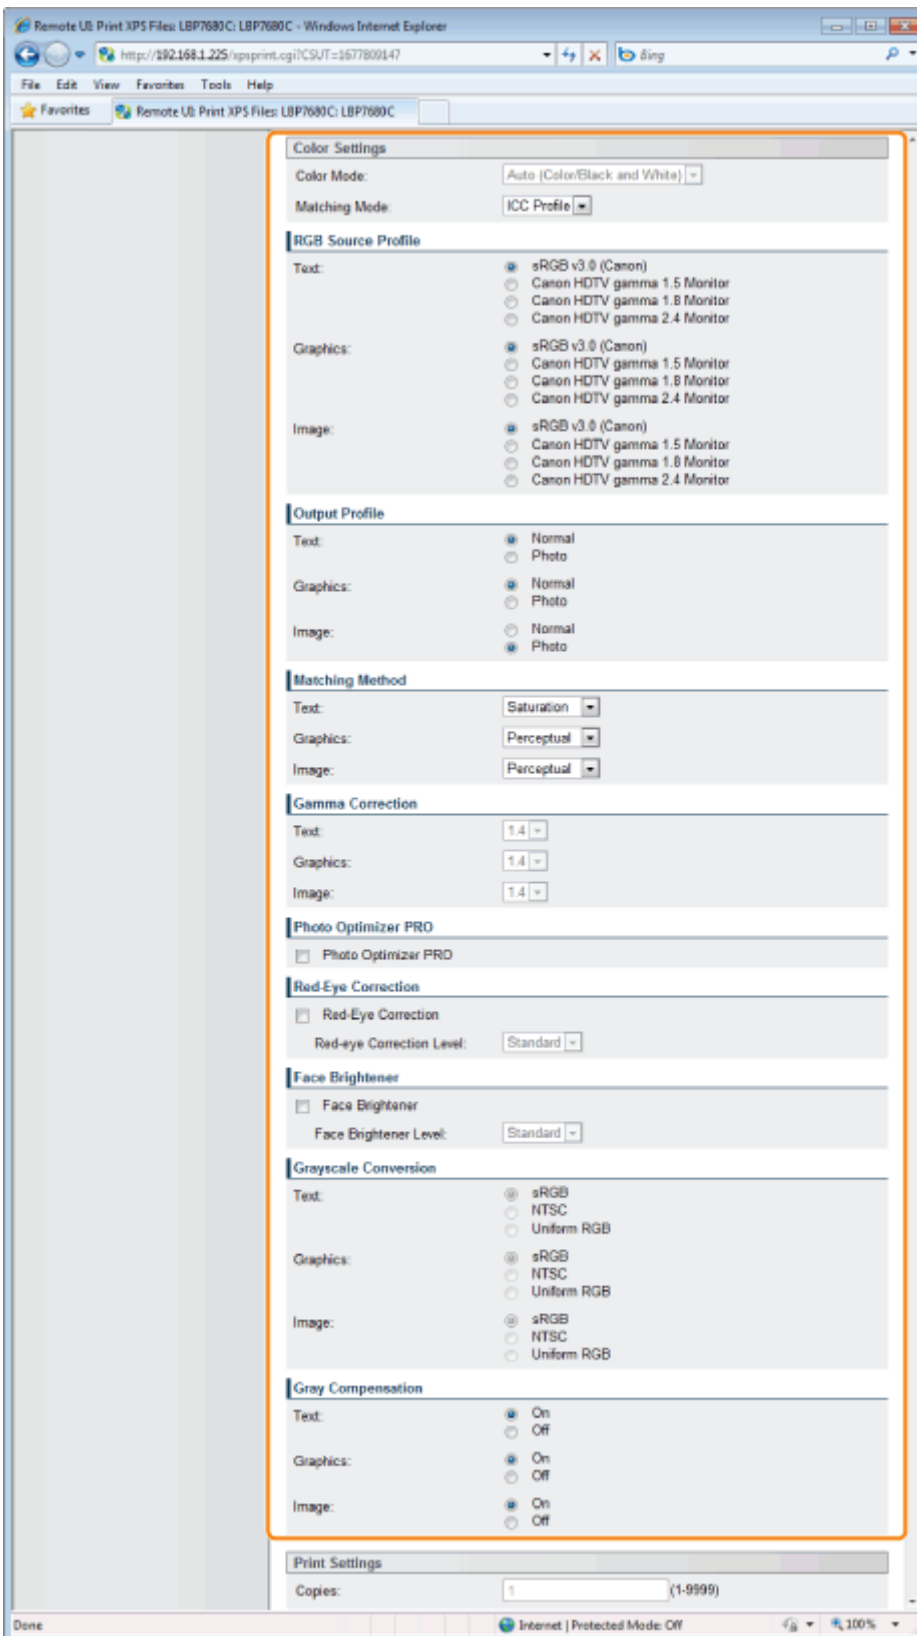 Remote UI: Print XPS Files: LBP7680C: LBP7680C - Windows Internet Explorer
http://192.168.1.225/xpsprint.cgi?CSUT=1677809147
Bing
File Edit View Favorites Tools Help
Favorites Remote UI: Print XPS Files: LBP7680C: LBP7680C
Color Settings
Color Mode: Auto (Color/Black and White)
Matching Mode: ICC Profile
RGB Source Profile
Text: sRGB v3.0 (Canon)
Canon HDTV gamma 1.5 Monitor
Canon HDTV gamma 1.8 Monitor
Canon HDTV gamma 2.4 Monitor
Graphics: sRGB v3.0 (Canon)
Canon HDTV gamma 1.5 Monitor
Canon HDTV gamma 1.8 Monitor
Canon HDTV gamma 2.4 Monitor
Image: sRGB v3.0 (Canon)
Canon HDTV gamma 1.5 Monitor
Canon HDTV gamma 1.8 Monitor
Canon HDTV gamma 2.4 Monitor
Output Profile
Text: Normal
Photo
Graphics: Normal
Photo
Image: Normal
Photo
Matching Method
Text: Saturation
Graphics: Perceptual
Image: Perceptual
Gamma Correction
Text: 1.4
Graphics: 1.4
Image: 1.4
Photo Optimizer PRO
Photo Optimizer PRO
Red-Eye Correction
Red-Eye Correction
Red-eye Correction Level: Standard
Face Brightener
Face Brightener
Face Brightener Level: Standard
Grayscale Conversion
Text: sRGB
NTSC
Uniform RGB
Graphics: sRGB
NTSC
Uniform RGB
Image: sRGB
NTSC
Uniform RGB
Gray Compensation
Text: On
Off
Graphics: On
Off
Image: On
Off
Print Settings
Copies: 1 (1-9999)
Done Internet | Protected Mode: Off 100%